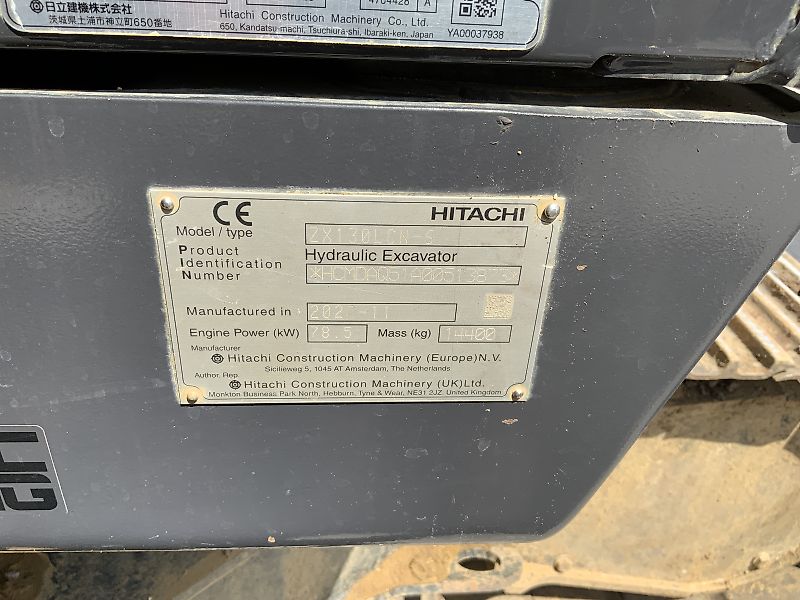 日立建機株式会社
茨城県土浦市神立町650番地
4704428 A
Hitachi Construction Machinery Co., Ltd.
650, Kandatsu-machi, Tsuchiura-shi, Ibaraki-ken, Japan
YA00037938
CE HITACHI
Model / type
Product Hydraulic Excavator
Identification
Number
Manufactured in
Engine Power (kW) 78.5 Mass (kg) 14400
Manufacturer
Hitachi Construction Machinery (Europe) N.V.
Siciliëweg 5, 1045 AT Amsterdam, The Netherlands
Author. Rep.
Hitachi Construction Machinery (UK) Ltd.
Monkton Business Park North, Hebburn, Tyne & Wear, NE31 2JZ. United Kingdom